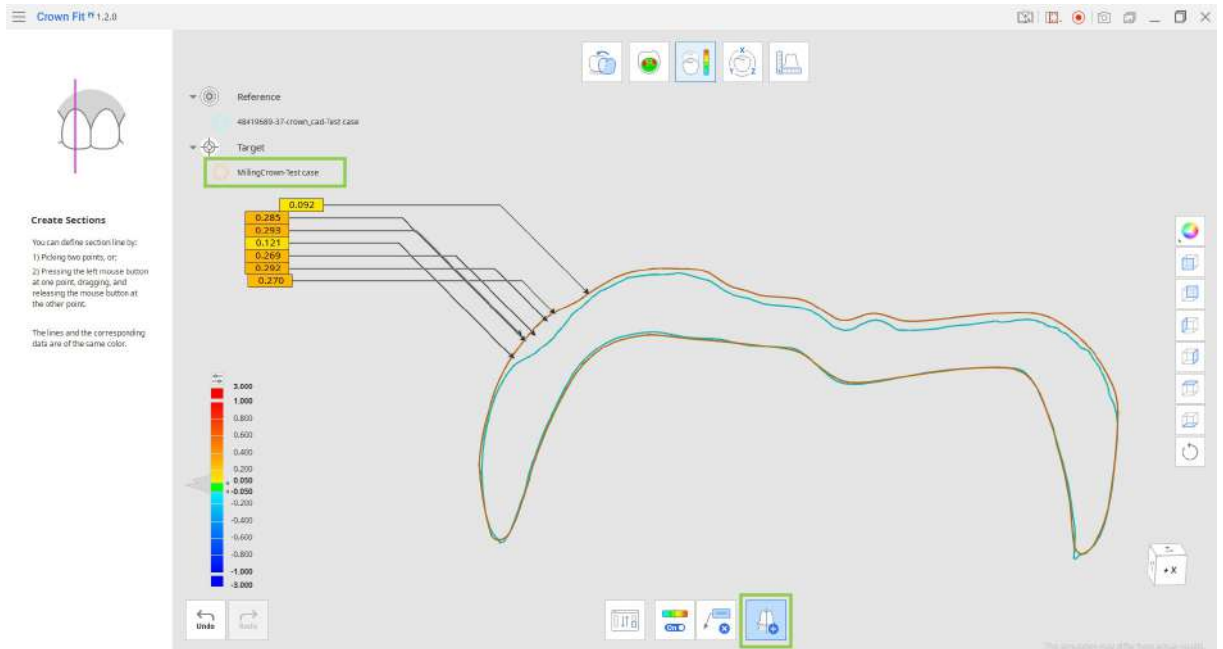 Crown Fit 1.2.0
Create Sections
You can define section line by:
1) Picking two points, or;
2) Pressing the left mouse button
at one point, dragging, and
releasing the mouse button at
the other point.
The lines and the corresponding
data are of the same color.
Reference
48419689-37-crown_cad-Test case
Target
MillingCrown-Test case
0.092
0.285
0.293
0.121
0.269
0.292
0.270
3.000
1.000
0.800
0.600
0.400
0.200
0.050
-0.050
-0.200
-0.400
-0.600
-0.800
-1.000
-3.000
X
Y
Z
+ X
Undo
Redo
On